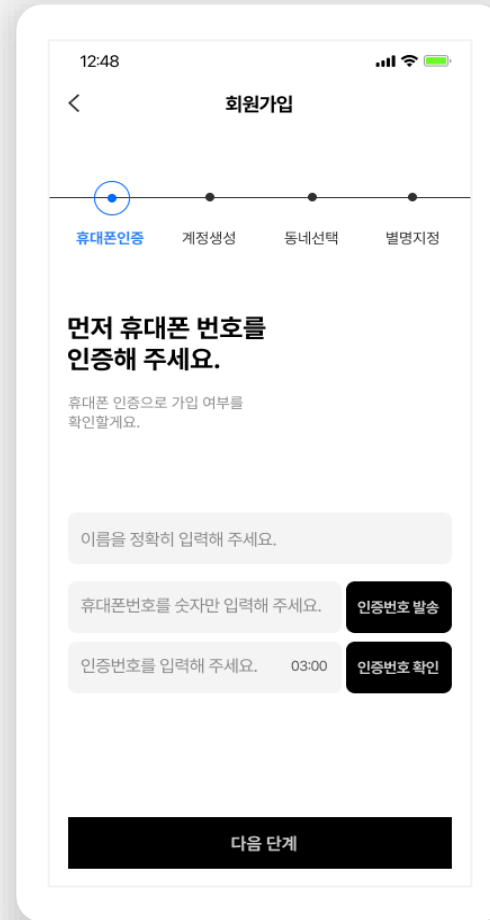 12:48
회원가입
휴대폰인증 계정생성 동네선택 별명지정
먼저 휴대폰 번호를
인증해 주세요.
휴대폰 인증으로 가입 여부를
확인할게요.
이름을 정확히 입력해 주세요.
휴대폰번호를 숫자만 입력해 주세요. 인증번호 발송
인증번호를 입력해 주세요. 03:00 인증번호 확인
다음 단계